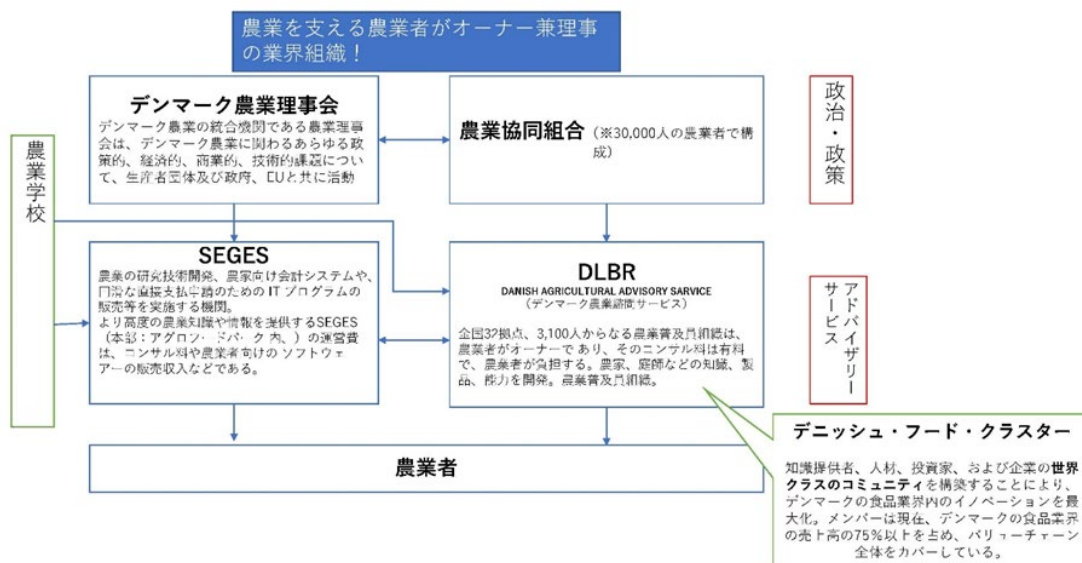 農業を支える農業者がオーナー兼理事
の業界組織！
デンマーク農業理事会
デンマーク農業の統合機関である農業理事
会は、デンマーク農業に関わるあらゆる政
策的、経済的、商業的、技術的課題につい
て、生産者団体及び政府、EUと共に活動
農業協同組合（※30,000人の農業者で構
成）
政治・政策
農業学校
SEGES
農業の研究技術開発、農家向け会計システムや、
円滑な直接支払申請のための IT プログラムの
販売等を実施する機関。
より高度の農業知識や情報を提供するSEGES
（本部：アグロフードパーク内、）の運営費
は、コンサル料や農業者向けの ソフトウェ
アーの販売収入などである。
DLBR
DANISH AGRICULTURAL ADVISORY SARVICE
（デンマーク農業諮問サービス）
全国32拠点、3,100人からなる農業普及員組織は、
農業者がオーナーであり、そのコンサル料は有料
で、農業者が負担する。農家、庭師などの知識、製
品、能力を開発。農業普及員組織。
アドバイザリー
サービス
農業者
デニッシュ・フード・クラスター
知識提供者、人材、投資家、および企業の世界
クラスのコミュニティを構築することにより、
デンマークの食品業界内のイノベーションを最
大化。メンバーは現在、デンマークの食品業界
の売上高の75%以上を占め、バリューチェーン
全体をカバーしている。